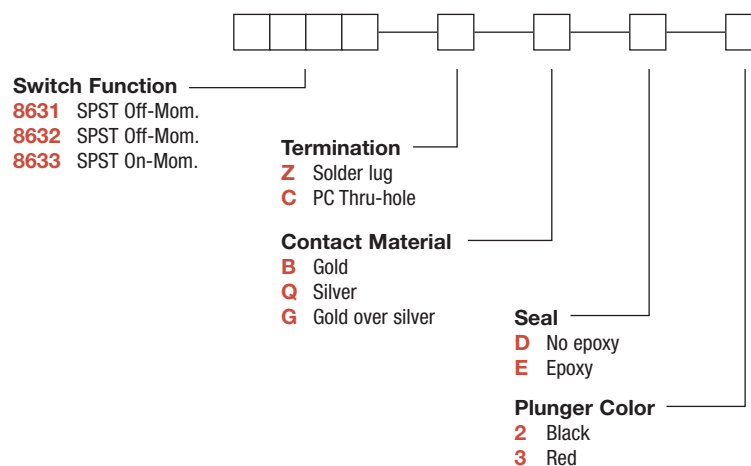 Switch Function
8631 SPST Off-Mom.
8632 SPST Off-Mom.
8633 SPST On-Mom.
Termination
Z Solder lug
C PC Thru-hole
Contact Material
B Gold
Q Silver
G Gold over silver
Seal
D No epoxy
E Epoxy
Plunger Color
2 Black
3 Red